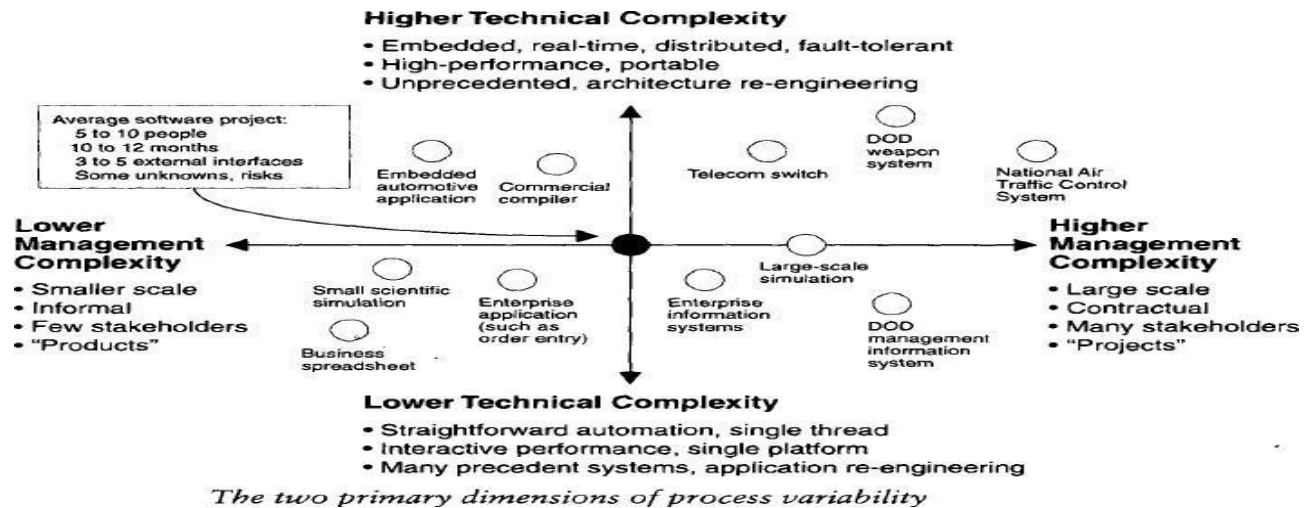 Higher Technical Complexity
• Embedded, real-time, distributed, fault-tolerant
• High-performance, portable
• Unprecedented, architecture re-engineering
Average software project:
5 to 10 people
10 to 12 months
3 to 5 external interfaces
Some unknowns, risks
Embedded
automotive
application
Commercial
compiler
Telecom switch
DOD
weapon
system
National Air
Traffic Control
System
Lower
Management
Complexity
• Smaller scale
• Informal
• Few stakeholders
• "Products"
Higher
Management
Complexity
• Large scale
• Contractual
• Many stakeholders
• "Projects"
Small scientific
simulation
Business
spreadsheet
Enterprise
application
(such as
order entry)
Enterprise
information
systems
Large-scale
simulation
DOD
management
information
system
Lower Technical Complexity
• Straightforward automation, single thread
• Interactive performance, single platform
• Many precedent systems, application re-engineering
The two primary dimensions of process variability